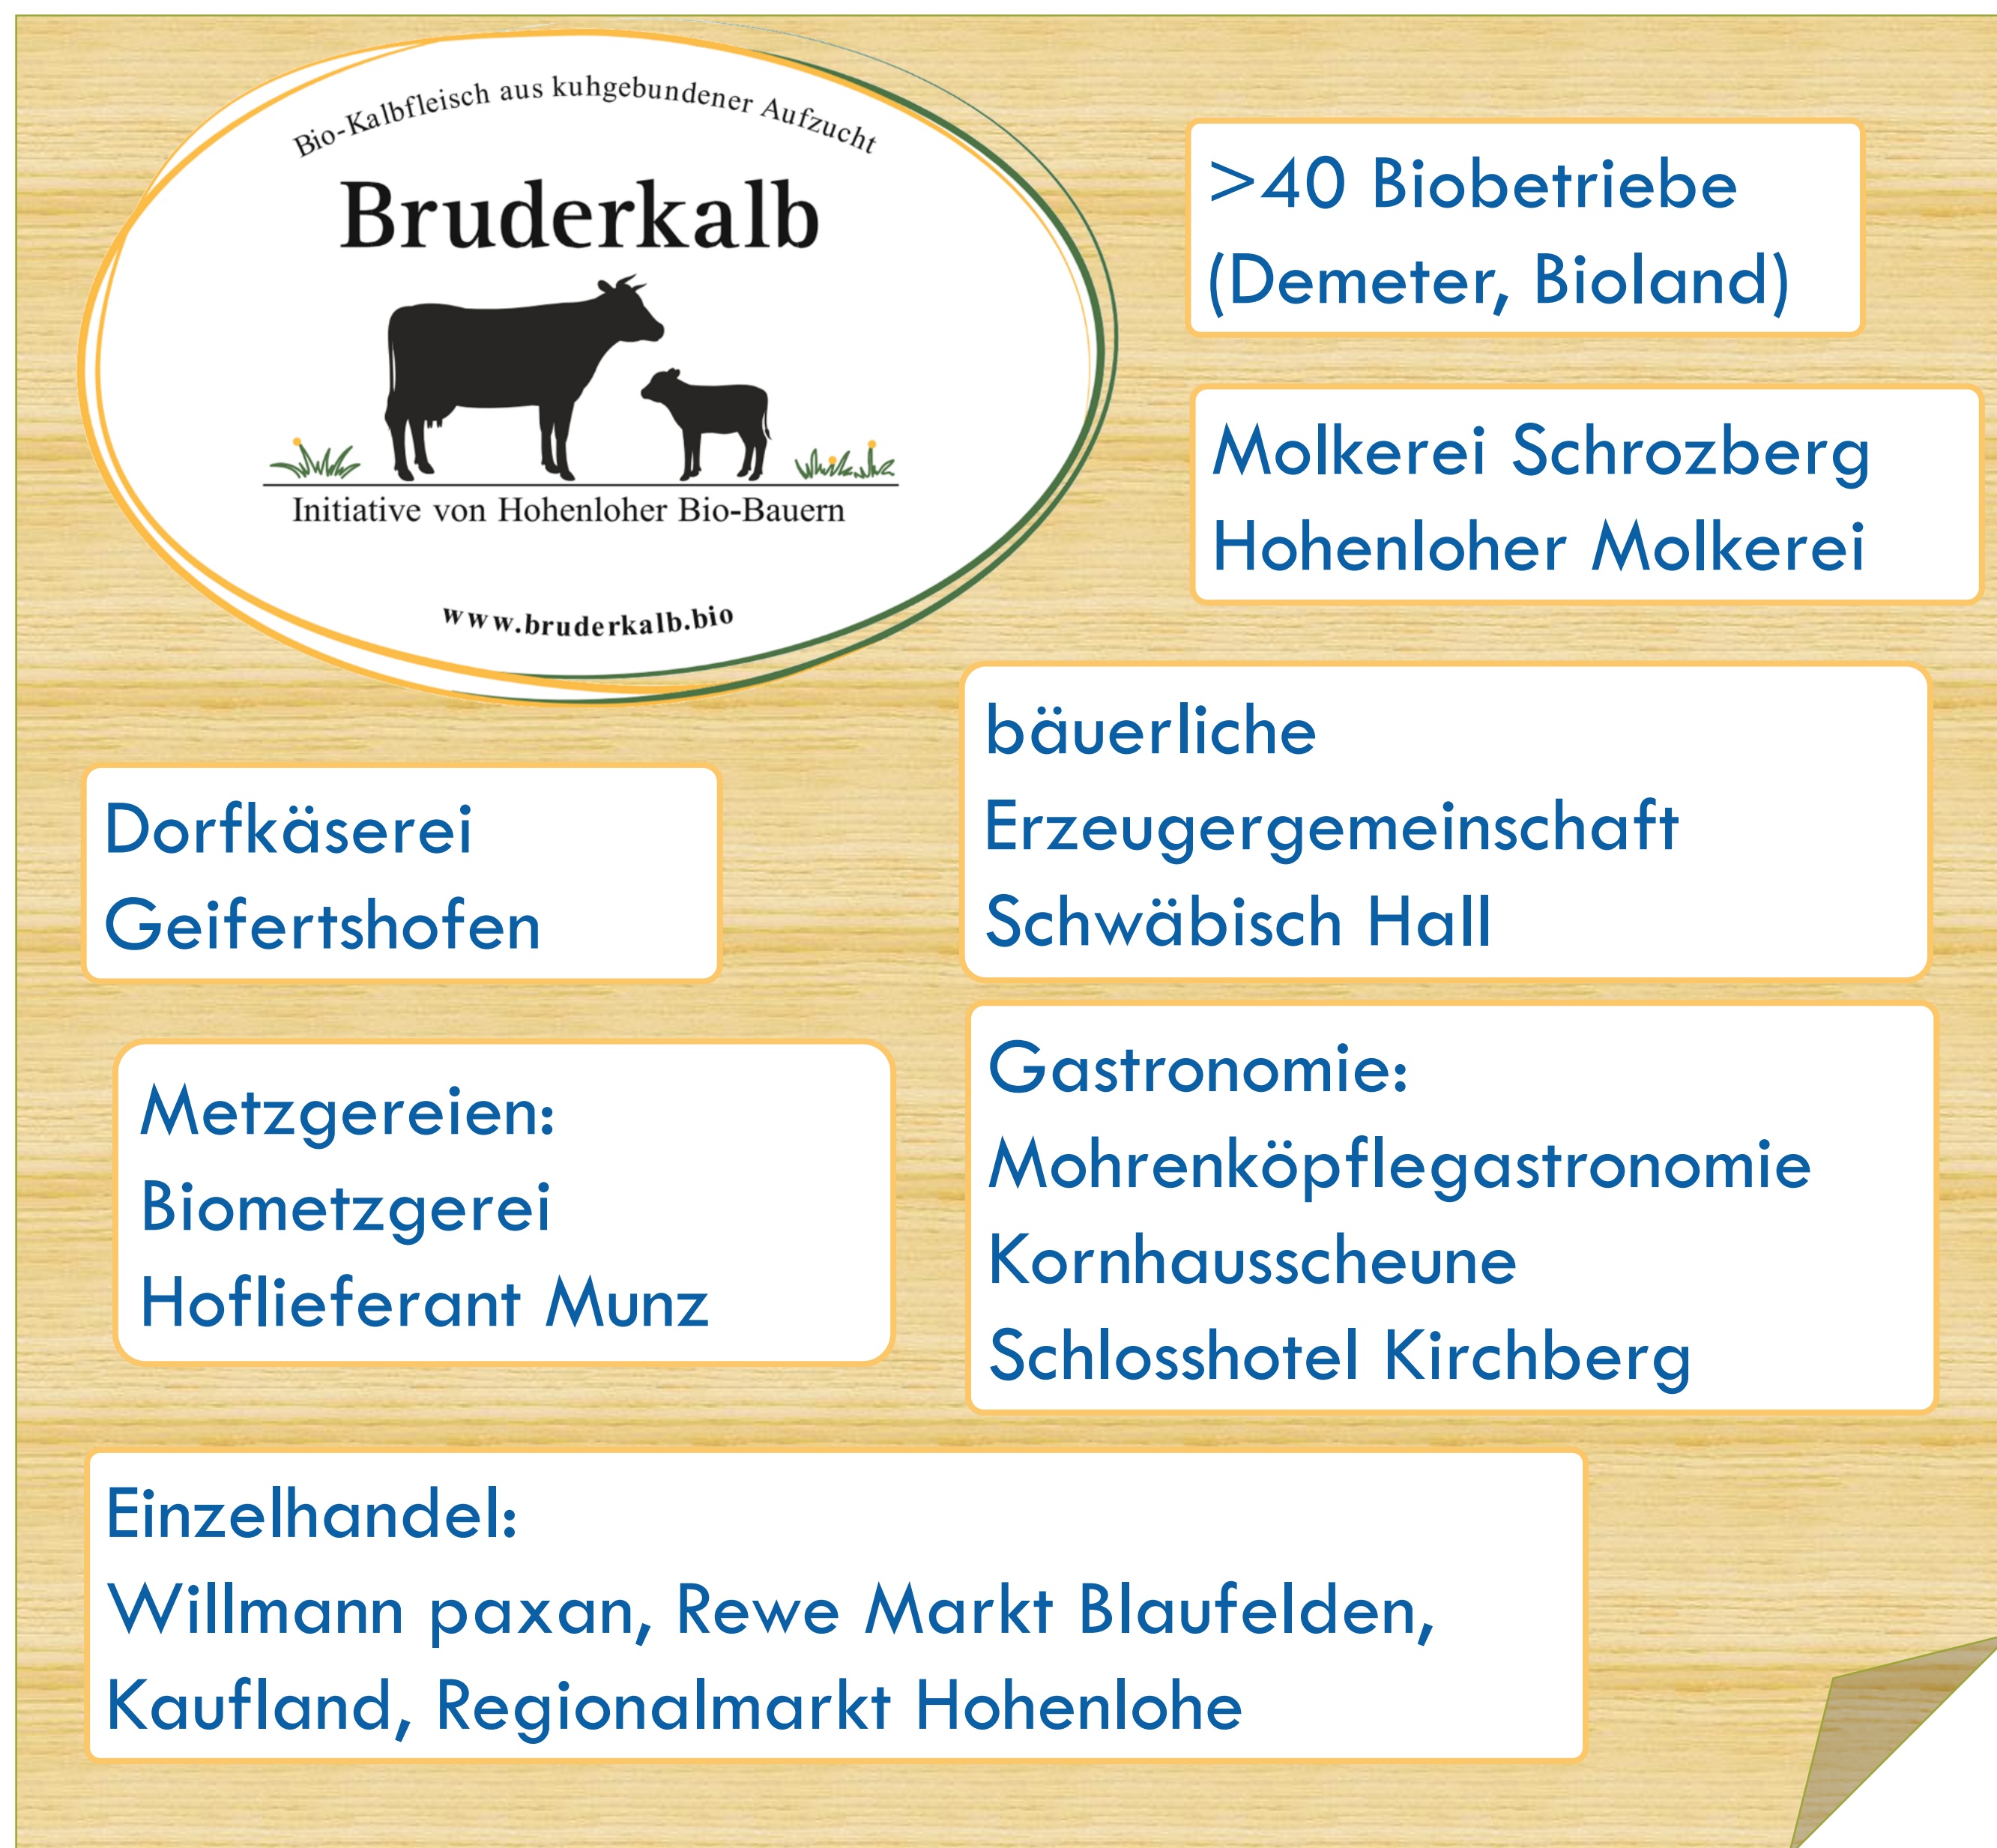 Bio-Kalbfleisch aus kuhgebundener Aufzucht
Bruderkalb
Initiative von Hohenloher Bio-Bauern
www.bruderkalb.bio
>40 Biobetriebe
(Demeter, Bioland)
Molkerei Schrozberg
Hohenloher Molkerei
bäuerliche
Erzeugergemeinschaft
Schwäbisch Hall
Dorfkäserei
Geifertshofen
Metzgereien:
Biometzgerei
Hoflieferant Munz
Gastronomie:
Mohrenköpflegastronomie
Kornhausscheune
Schlosshotel Kirchberg
Einzelhandel:
Willmann paxan, Rewe Markt Blaufelden,
Kaufland, Regionalmarkt Hohenlohe